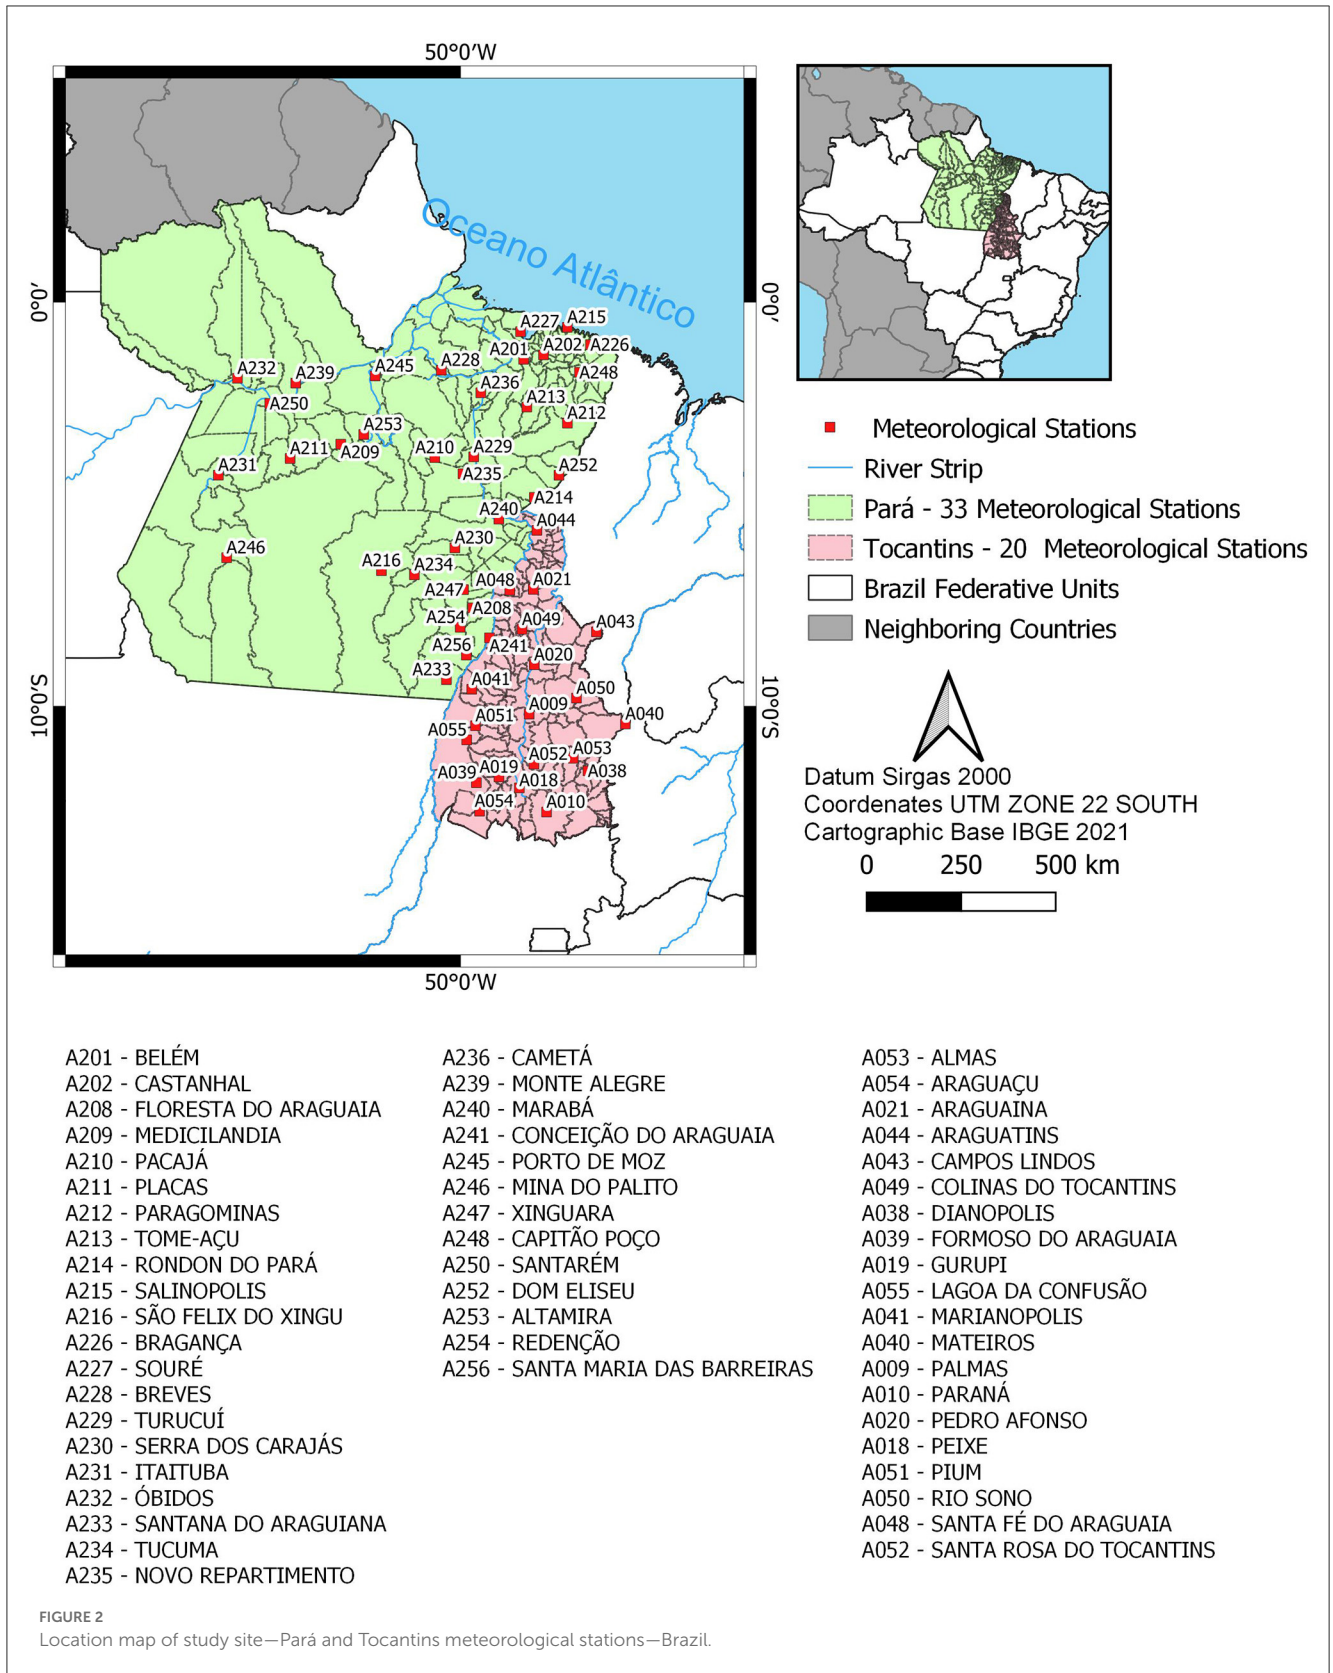 50°0'W
Oceano Atlântico
0°0'
0°0'
A215
A227
A201
A202
A226
A232
A239
A245
A228
A248
A236
A250
A213
A212
A253
A211
A209
A210
A229
A231
A235
A252
A214
A240
A044
A246
A230
A216
A234
A247
A048
A021
A208
A254
A049
A043
A256
A241
A020
A233
A041
A050
10°0'S
10°0'S
A051
A009
A040
A055
A052
A053
A039
A019
A018
A038
A054
A010
50°0'W
Meteorological Stations
River Strip
Pará - 33 Meteorological Stations
Tocantins - 20 Meteorological Stations
Brazil Federative Units
Neighboring Countries
Datum Sirgas 2000
Coordenates UTM ZONE 22 SOUTH
Cartographic Base IBGE 2021
0 250 500 km
A201 - BELÉM
A202 - CASTANHAL
A208 - FLORESTA DO ARAGUAIA
A209 - MEDICILANDIA
A210 - PACAJÁ
A211 - PLACAS
A212 - PARAGOMINAS
A213 - TOME-AÇU
A214 - RONDON DO PARÁ
A215 - SALINOPOLIS
A216 - SÃO FELIX DO XINGU
A226 - BRAGANÇA
A227 - SOURÉ
A228 - BREVES
A229 - TURUCUÍ
A230 - SERRA DOS CARAJÁS
A231 - ITAITUBA
A232 - ÓBIDOS
A233 - SANTANA DO ARAGUIANA
A234 - TUCUMA
A235 - NOVO REPARTIMENTO
A236 - CAMETÁ
A239 - MONTE ALEGRE
A240 - MARABÁ
A241 - CONCEIÇÃO DO ARAGUAIA
A245 - PORTO DE MOZ
A246 - MINA DO PALITO
A247 - XINGUARA
A248 - CAPITÃO POÇO
A250 - SANTARÉM
A252 - DOM ELISEU
A253 - ALTAMIRA
A254 - REDENÇÃO
A256 - SANTA MARIA DAS BARREIRAS
A053 - ALMAS
A054 - ARAGUAÇU
A021 - ARAGUAINA
A044 - ARAGUATINS
A043 - CAMPOS LINDOS
A049 - COLINAS DO TOCANTINS
A038 - DIANOPOLIS
A039 - FORMOSO DO ARAGUAIA
A019 - GURUPI
A055 - LAGOA DA CONFUSÃO
A041 - MARIANOPOLIS
A040 - MATEIROS
A009 - PALMAS
A010 - PARANÁ
A020 - PEDRO AFONSO
A018 - PEIXE
A051 - PIUM
A050 - RIO SONO
A048 - SANTA FÉ DO ARAGUAIA
A052 - SANTA ROSA DO TOCANTINS
FIGURE 2
Location map of study site—Pará and Tocantins meteorological stations—Brazil.